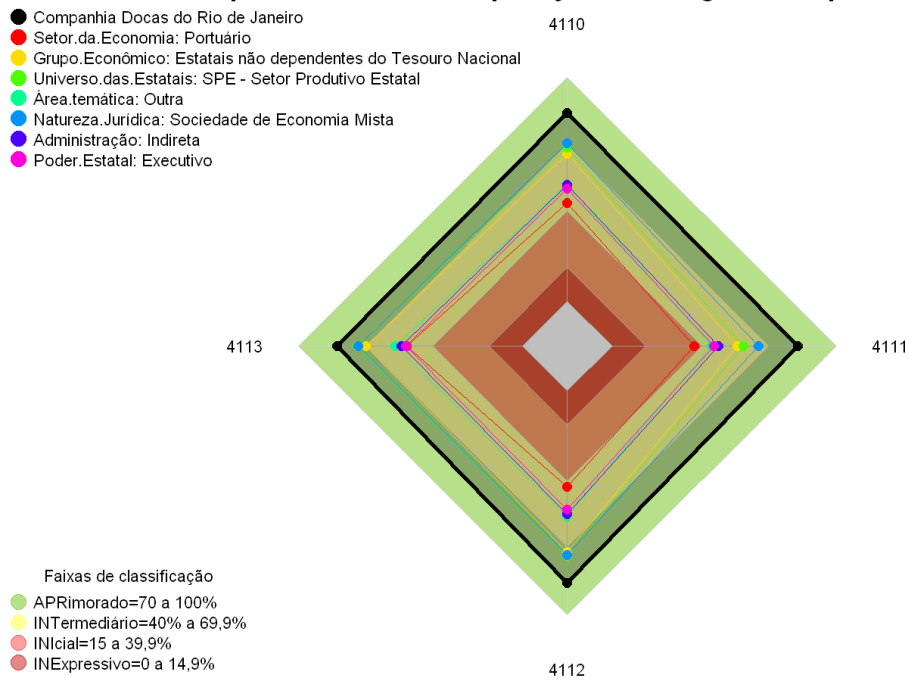 4110
Companhia Docas do Rio de Janeiro
Setor.da.Economia: Portuário
Grupo.Econômico: Estatais não dependentes do Tesouro Nacional
Universo.das.Estatais: SPE - Setor Produtivo Estatal
Área.temática: Outra
Natureza.Jurídica: Sociedade de Economia Mista
Administração: Indireta
Poder.Estatal: Executivo
4113
4111
Faixas de classificação
APRimorado=70 a 100%
INTermediário=40% a 69,9%
INIcial=15 a 39,9%
INExpressivo=0 a 14,9%
4112